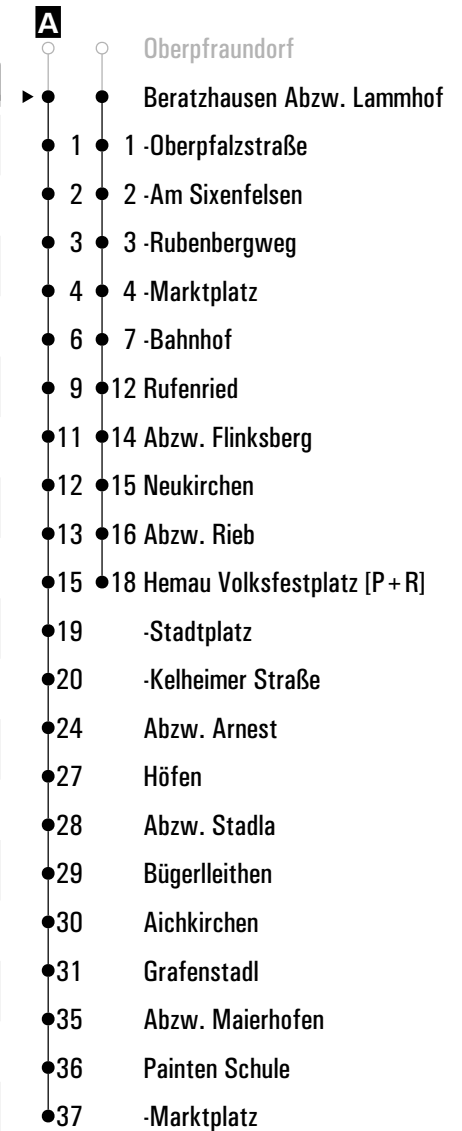 A
Oberpfraundorf
Beratzhausen Abzw. Lammhof
1 1 -Oberpfalzstraße
2 2 -Am Sixenfelsen
3 3 -Rubenbergweg
4 4 -Marktplatz
6 7 -Bahnhof
9 12 Rufenried
11 14 Abzw. Flinksberg
12 15 Neukirchen
13 16 Abzw. Rieb
15 18 Hemau Volksfestplatz [P+R]
19 -Stadtplatz
20 -Kelheimer Straße
24 Abzw. Arnest
27 Höfen
28 Abzw. Stadla
29 Bügerlleithen
30 Aichkirchen
31 Grafenstadl
35 Abzw. Maierhofen
36 Painten Schule
37 -Marktplatz